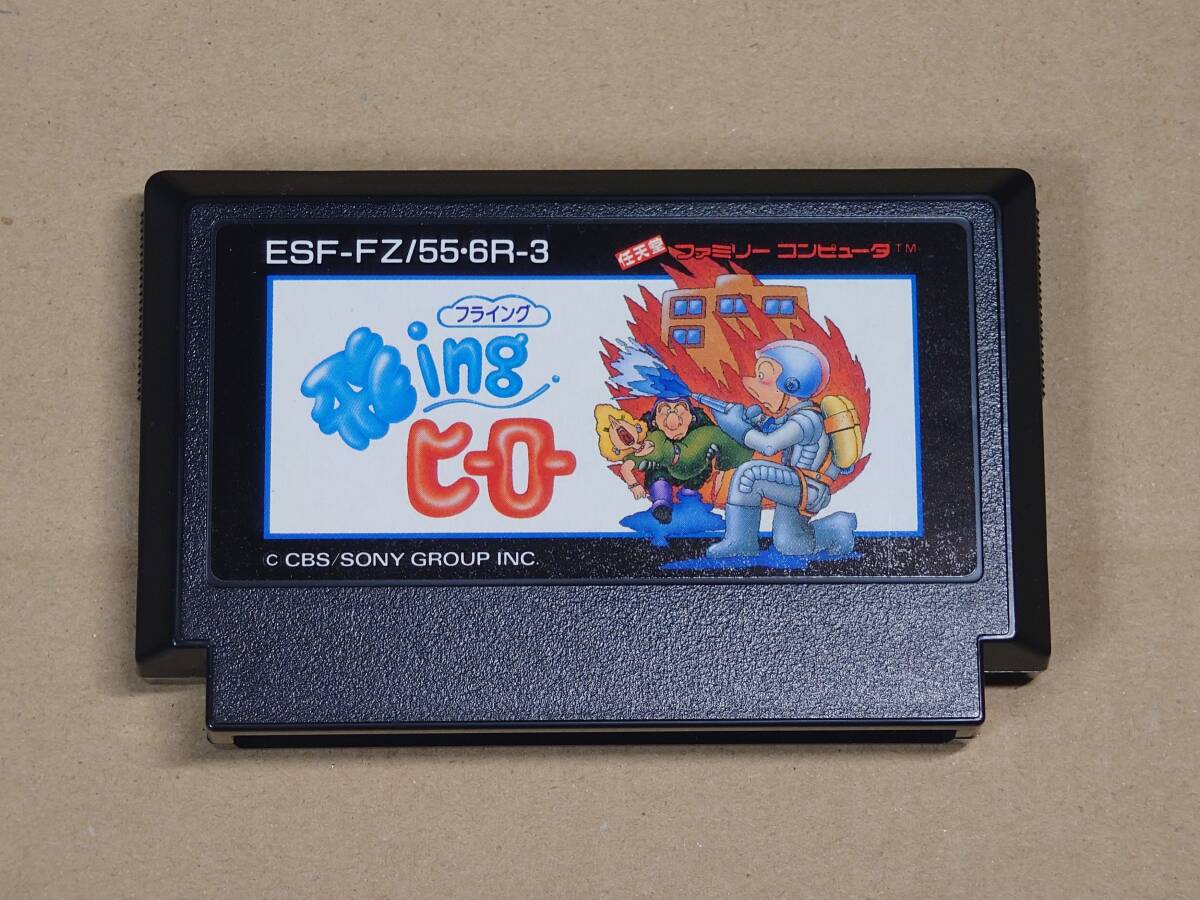 ESF-FZ/55・6R-3
任天堂 ファミリー コンピュータ™
フライング
飛ing
ヒーロー
© CBS/SONY GROUP INC.